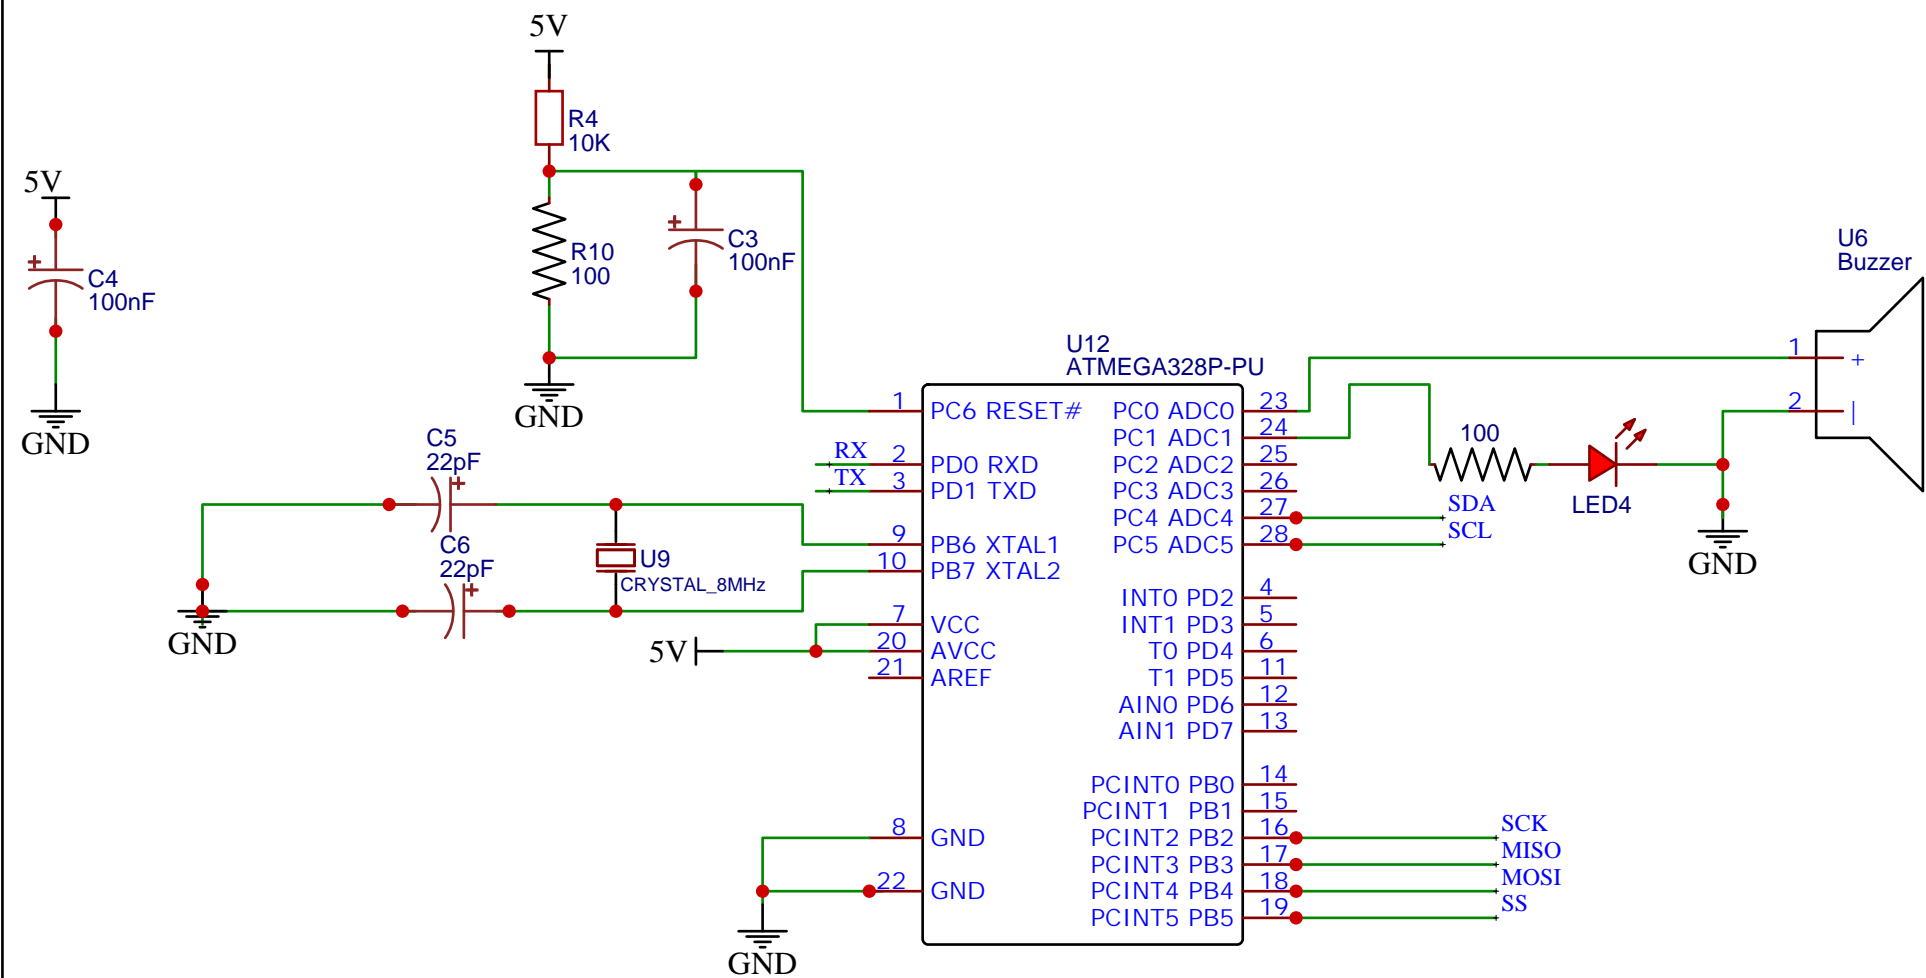 5V
R4
10K
5V
C4
100nF
GND
R10
100
C3
100nF
GND
U6
Buzzer
1 +
2 |
U12
ATMEGA328P-PU
1 PC6 RESET#
RX 2 PD0 RXD
TX 3 PD1 TXD
9 PB6 XTAL1
10 PB7 XTAL2
7 VCC
20 AVCC
21 AREF
8 GND
22 GND
PC0 ADC0 23
PC1 ADC1 24
PC2 ADC2 25
PC3 ADC3 26
PC4 ADC4 27 SDA
PC5 ADC5 28 SCL
INT0 PD2 4
INT1 PD3 5
T0 PD4 6
T1 PD5 11
AIN0 PD6 12
AIN1 PD7 13
PCINT0 PB0 14
PCINT1 PB1 15
PCINT2 PB2 16 SCK
PCINT3 PB3 17 MISO
PCINT4 PB4 18 MOSI
PCINT5 PB5 19 SS
100
LED4
GND
C5
22pF
C6
22pF
U9
CRYSTAL_8MHz
GND
5V
GND